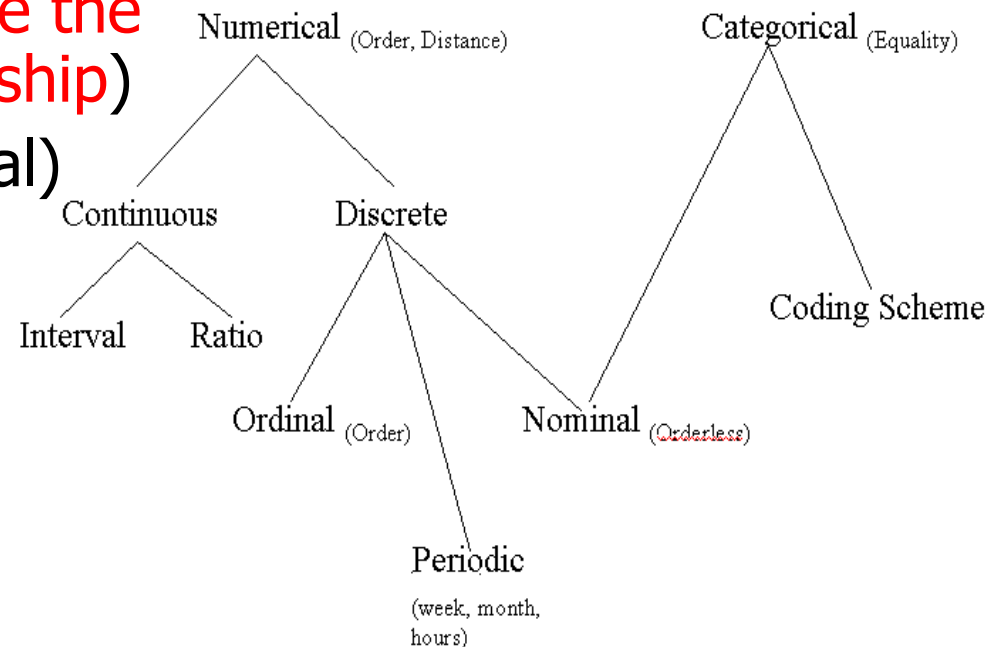 e the
ship)
al)
Numerical (Order, Distance)
Categorical (Equality)
Continuous
Discrete
Coding Scheme
Interval
Ratio
Ordinal (Order)
Nominal (Orderless)
Periodic
(week, month,
hours)